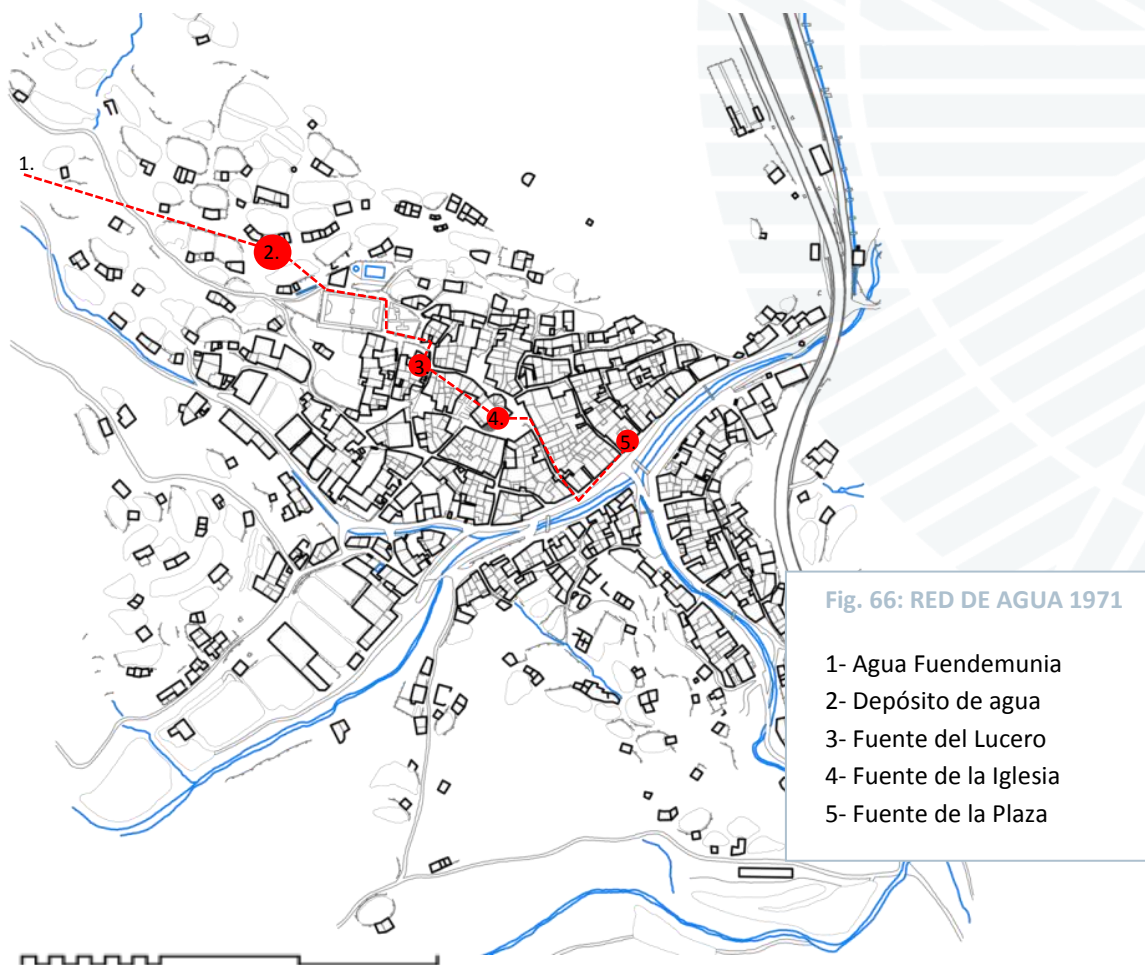 1.
2.
3.
4.
5.
Fig. 66: RED DE AGUA 1971
1- Agua Fuendemunia
2- Depósito de agua
3- Fuente del Lucero
4- Fuente de la Iglesia
5- Fuente de la Plaza